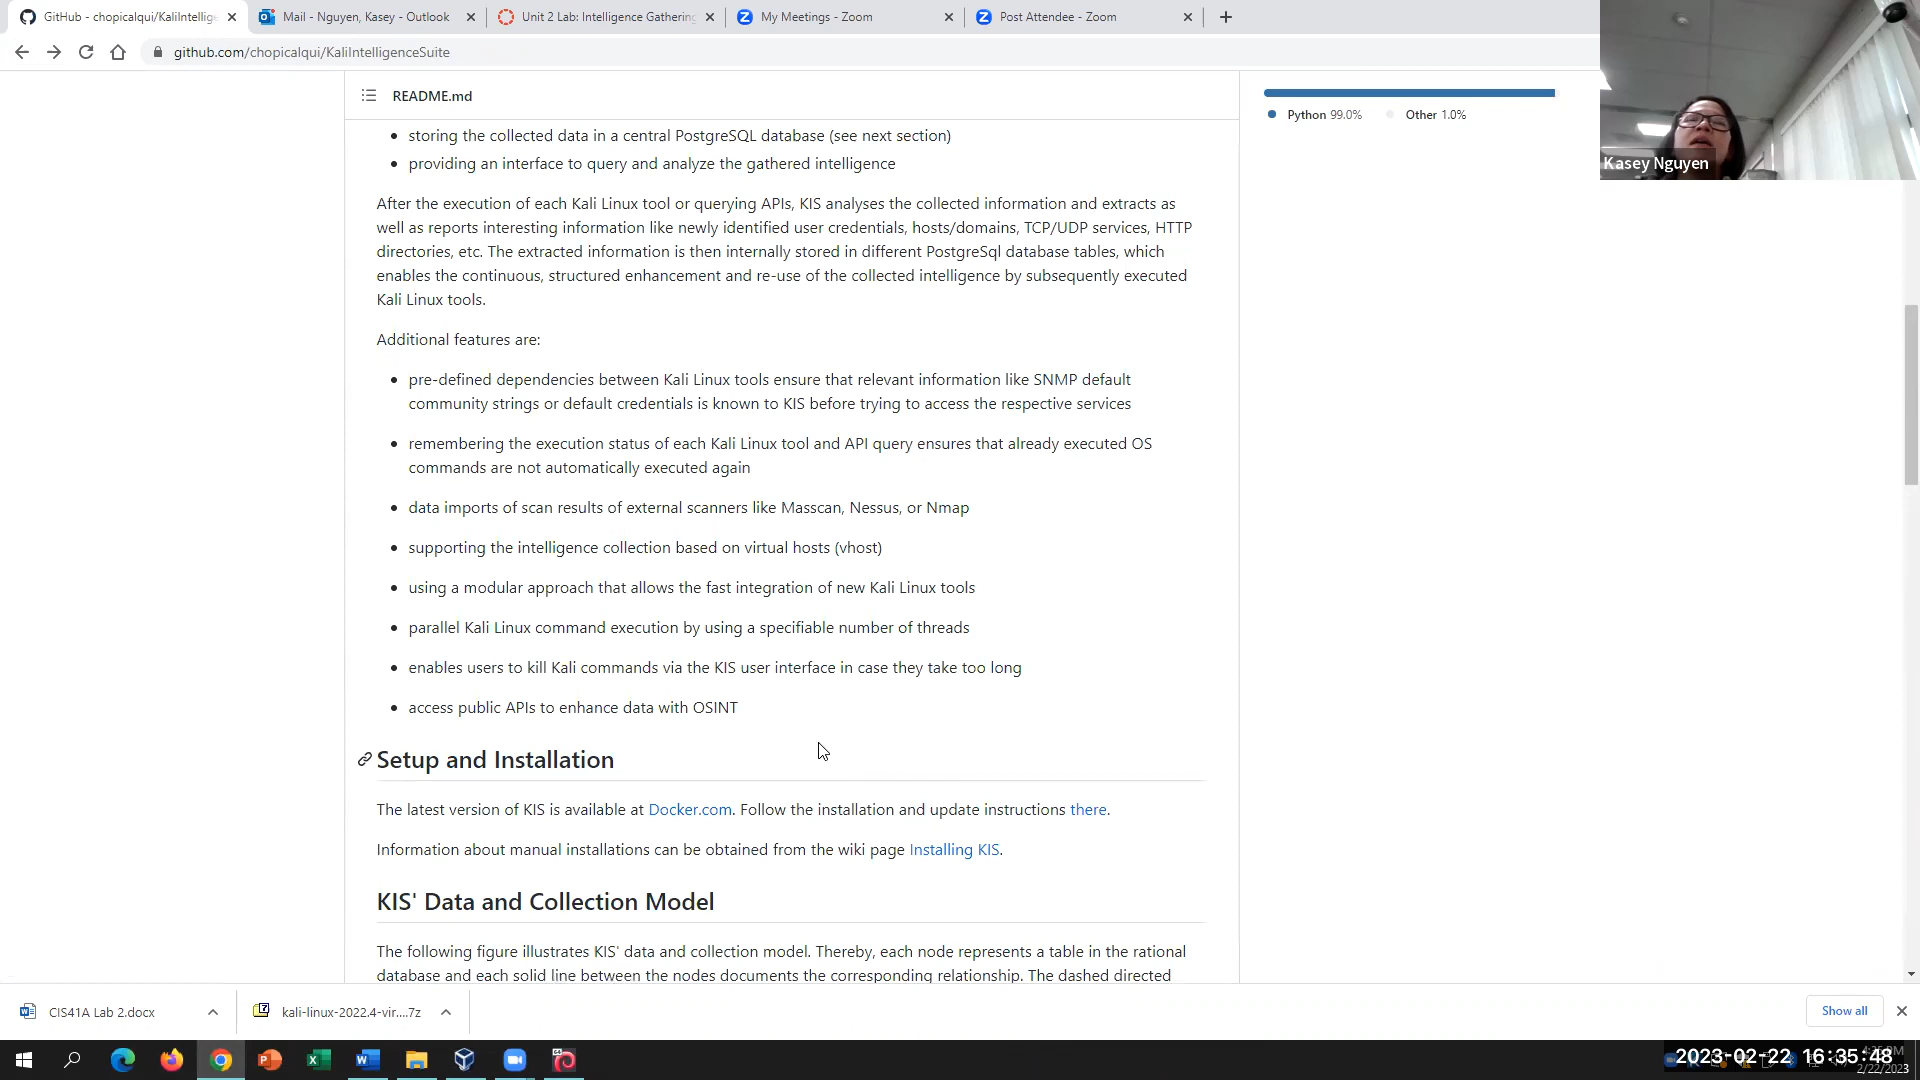 GitHub - chopicalqui/KaliIntellige
Mail - Nguyen, Kasey - Outlook
Unit 2 Lab: Intelligence Gathering
My Meetings - Zoom
Post Attendee - Zoom
github.com/chopicalqui/KaliIntelligenceSuite
Kasey Nguyen
README.md
Python 99.0%
Other 1.0%
storing the collected data in a central PostgreSQL database (see next section)
providing an interface to query and analyze the gathered intelligence
After the execution of each Kali Linux tool or querying APIs, KIS analyses the collected information and extracts as
well as reports interesting information like newly identified user credentials, hosts/domains, TCP/UDP services, HTTP
directories, etc. The extracted information is then internally stored in different PostgreSql database tables, which
enables the continuous, structured enhancement and re-use of the collected intelligence by subsequently executed
Kali Linux tools.
Additional features are:
pre-defined dependencies between Kali Linux tools ensure that relevant information like SNMP default
community strings or default credentials is known to KIS before trying to access the respective services
remembering the execution status of each Kali Linux tool and API query ensures that already executed OS
commands are not automatically executed again
data imports of scan results of external scanners like Masscan, Nessus, or Nmap
supporting the intelligence collection based on virtual hosts (vhost)
using a modular approach that allows the fast integration of new Kali Linux tools
parallel Kali Linux command execution by using a specifiable number of threads
enables users to kill Kali commands via the KIS user interface in case they take too long
access public APIs to enhance data with OSINT
Setup and Installation
The latest version of KIS is available at Docker.com. Follow the installation and update instructions there.
Information about manual installations can be obtained from the wiki page Installing KIS.
KIS' Data and Collection Model
The following figure illustrates KIS' data and collection model. Thereby, each node represents a table in the rational
database and each solid line between the nodes documents the corresponding relationship. The dashed directed
CIS41A Lab 2.docx
kali-linux-2022.4-vir....7z
Show all
2023-02-22 16:35:48
2/22/2023